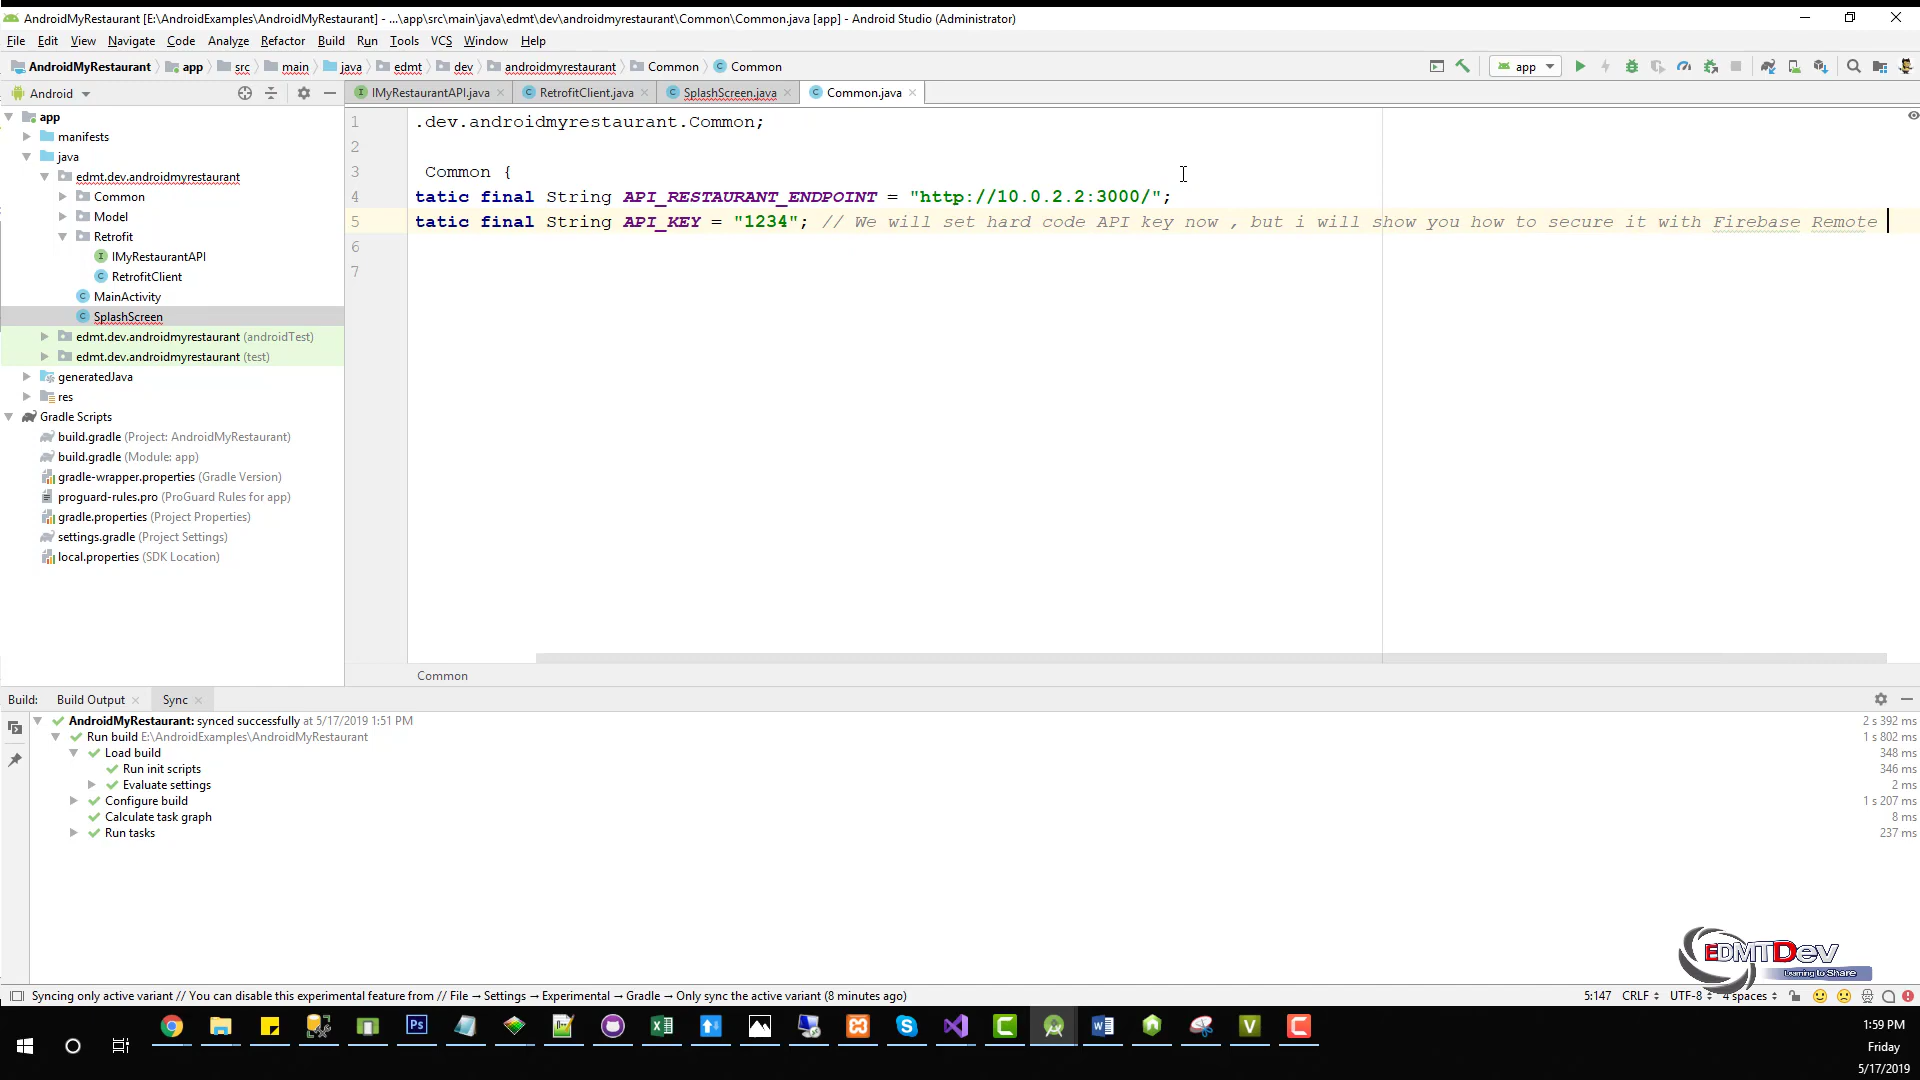 AndroidMyRestaurant [E:\AndroidExamples\AndroidMyRestaurant] - ...\app\src\main\java\edmt\dev\androidmyrestaurant\Common\Common.java [app] - Android Studio (Administrator)
File Edit View Navigate Code Analyze Refactor Build Run Tools VCS Window Help
AndroidMyRestaurant app src main java edmt dev androidmyrestaurant Common Common app
Android IMyRestaurantAPI.java RetrofitClient.java SplashScreen.java Common.java
app
manifests
java
edmt.dev.androidmyrestaurant
Common
Model
Retrofit
IMyRestaurantAPI
RetrofitClient
MainActivity
SplashScreen
edmt.dev.androidmyrestaurant (androidTest)
edmt.dev.androidmyrestaurant (test)
generatedJava
res
Gradle Scripts
build.gradle (Project: AndroidMyRestaurant)
build.gradle (Module: app)
gradle-wrapper.properties (Gradle Version)
proguard-rules.pro (ProGuard Rules for app)
gradle.properties (Project Properties)
settings.gradle (Project Settings)
local.properties (SDK Location)
1 .dev.androidmyrestaurant.Common;
2
3 Common {
4 tatic final String API_RESTAURANT_ENDPOINT = "http://10.0.2.2:3000/";
5 tatic final String API_KEY = "1234"; // We will set hard code API key now , but i will show you how to secure it with Firebase Remote
6
7
Common
Build: Build Output Sync
AndroidMyRestaurant: synced successfully at 5/17/2019 1:51 PM 2 s 392 ms
Run build E:\AndroidExamples\AndroidMyRestaurant 1 s 802 ms
Load build 348 ms
Run init scripts 346 ms
Evaluate settings 2 ms
Configure build 1 s 207 ms
Calculate task graph 8 ms
Run tasks 237 ms
EDMTDev
Learning to Share
Syncing only active variant // You can disable this experimental feature from // File → Settings → Experimental → Gradle → Only sync the active variant (8 minutes ago) 5:147 CRLF UTF-8 4 spaces
1:59 PM
Friday
5/17/2019